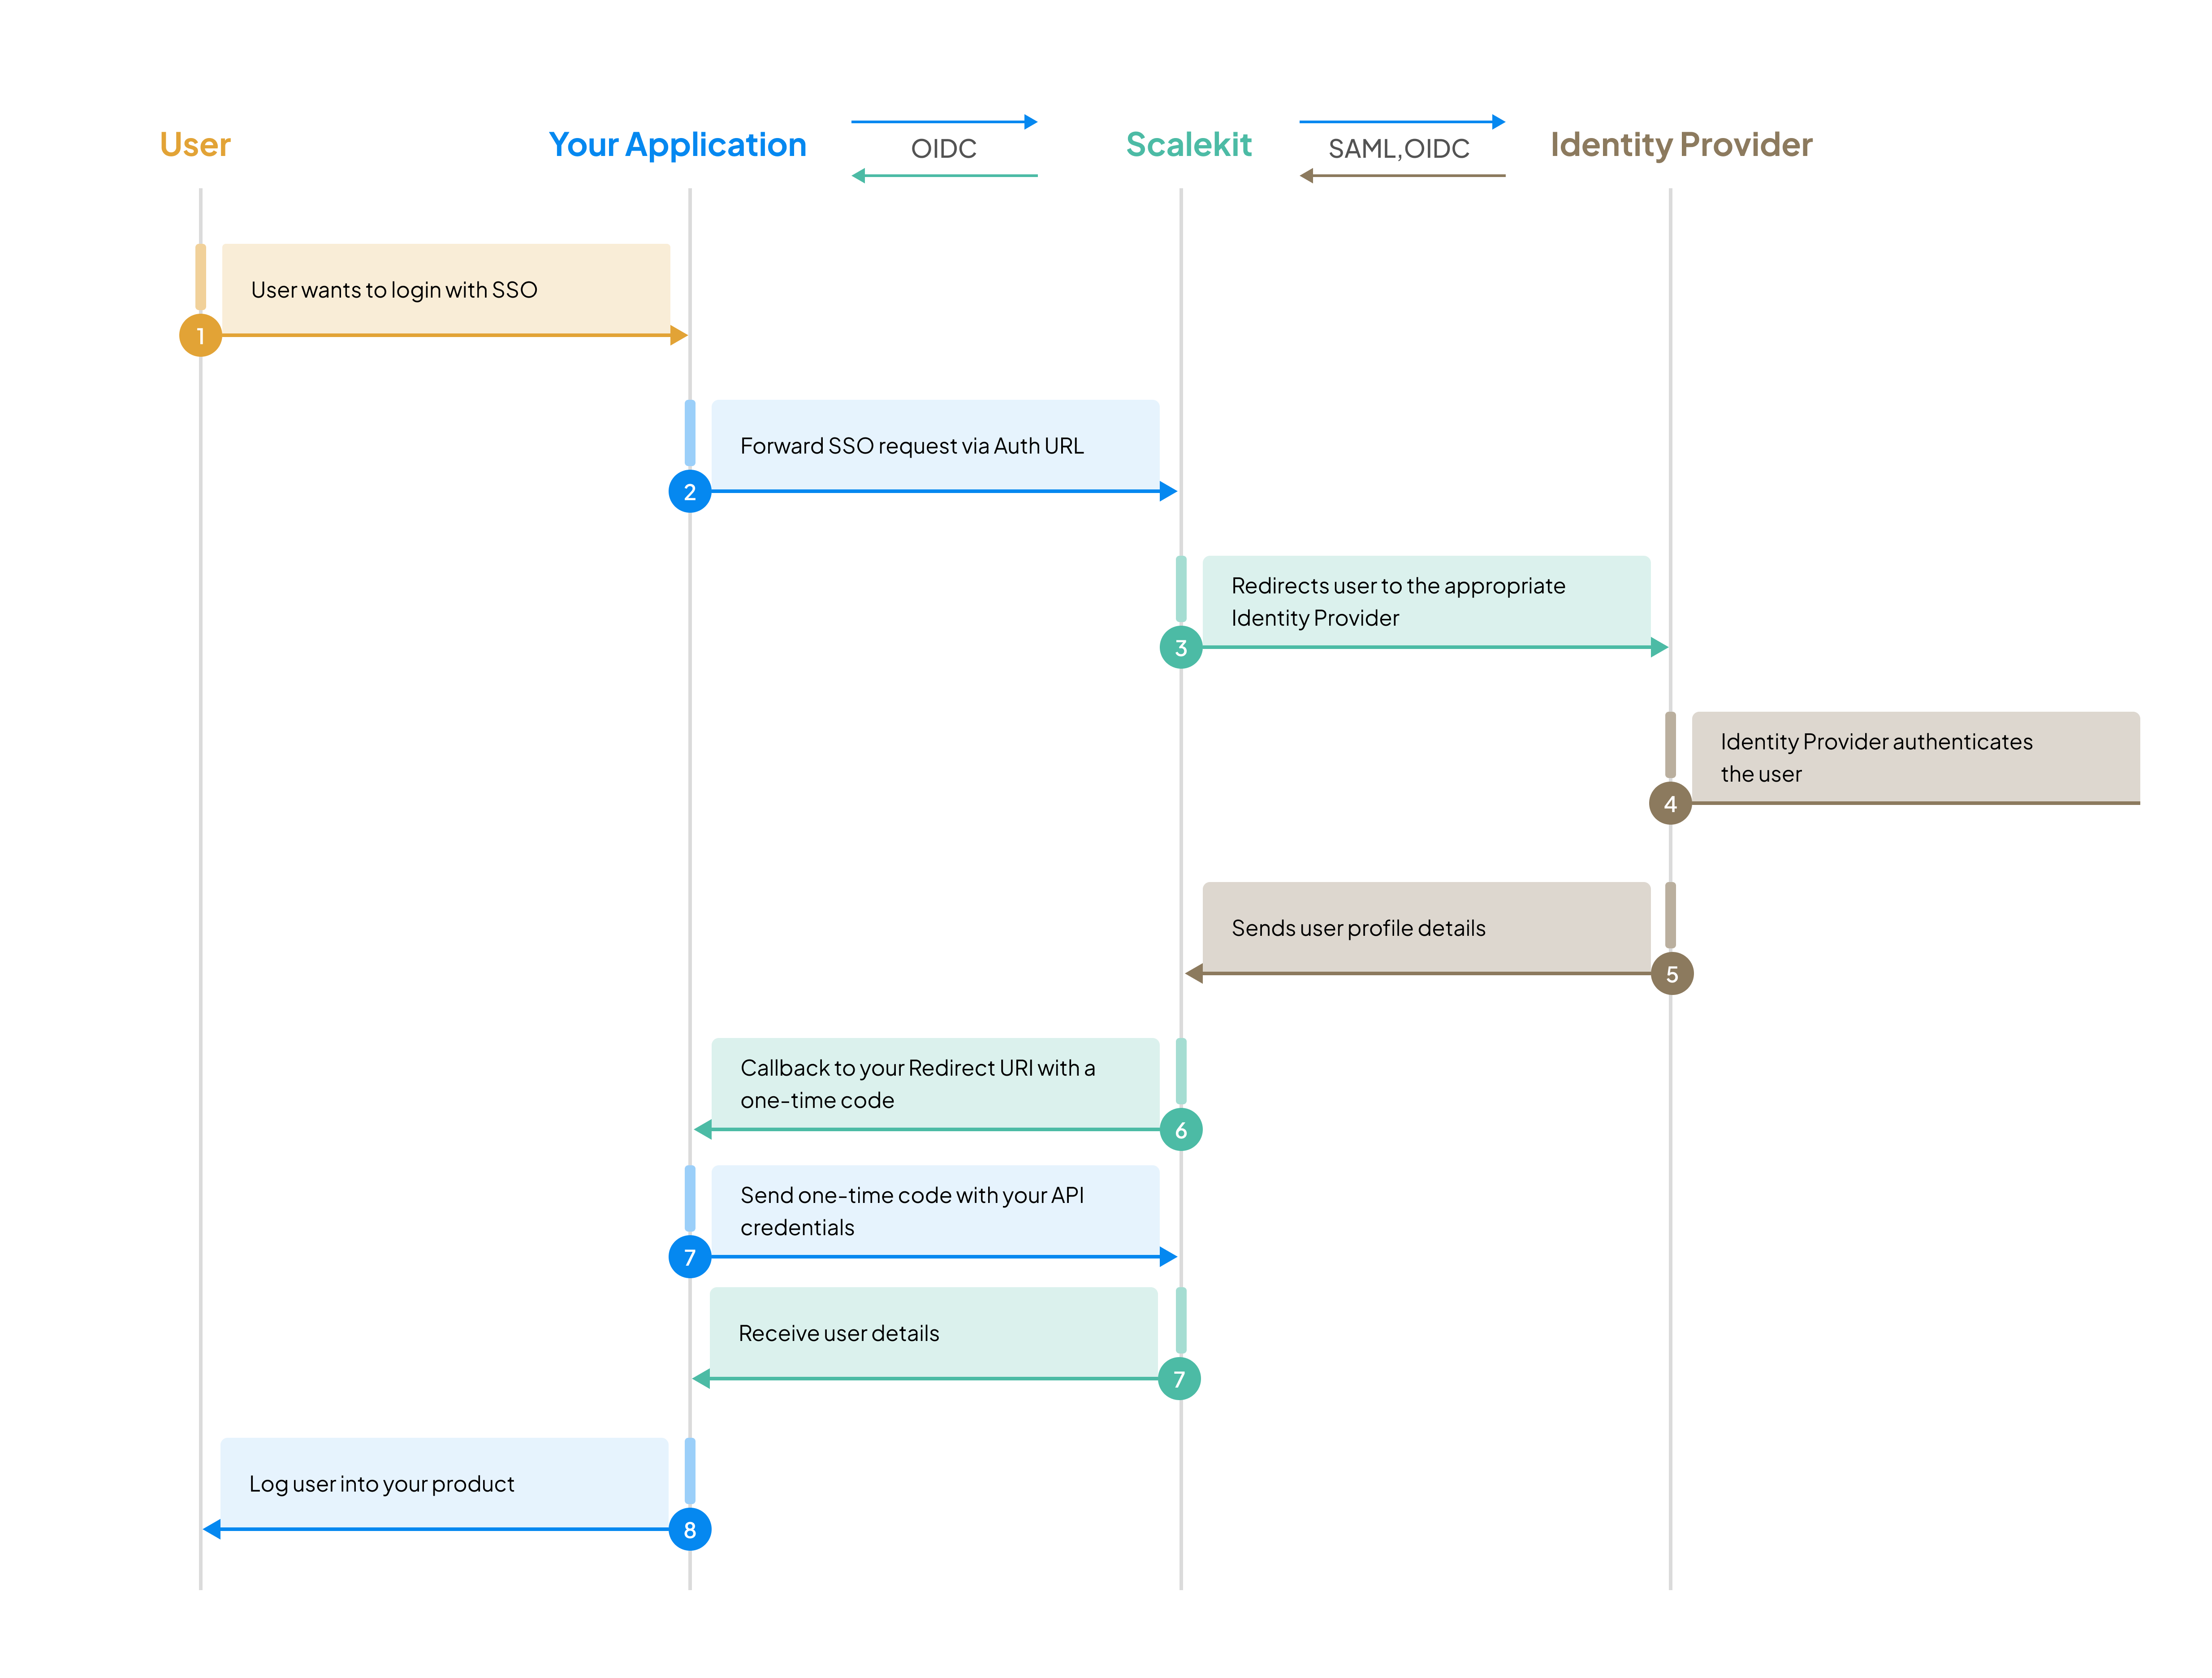 User
Your Application
OIDC
Scalekit
SAML,OIDC
Identity Provider
User wants to login with SSO
1
Forward SSO request via Auth URL
2
Redirects user to the appropriate
Identity Provider
3
Identity Provider authenticates
the user
4
Sends user profile details
5
Callback to your Redirect URI with a
one-time code
6
Send one-time code with your API
credentials
7
Receive user details
7
Log user into your product
8